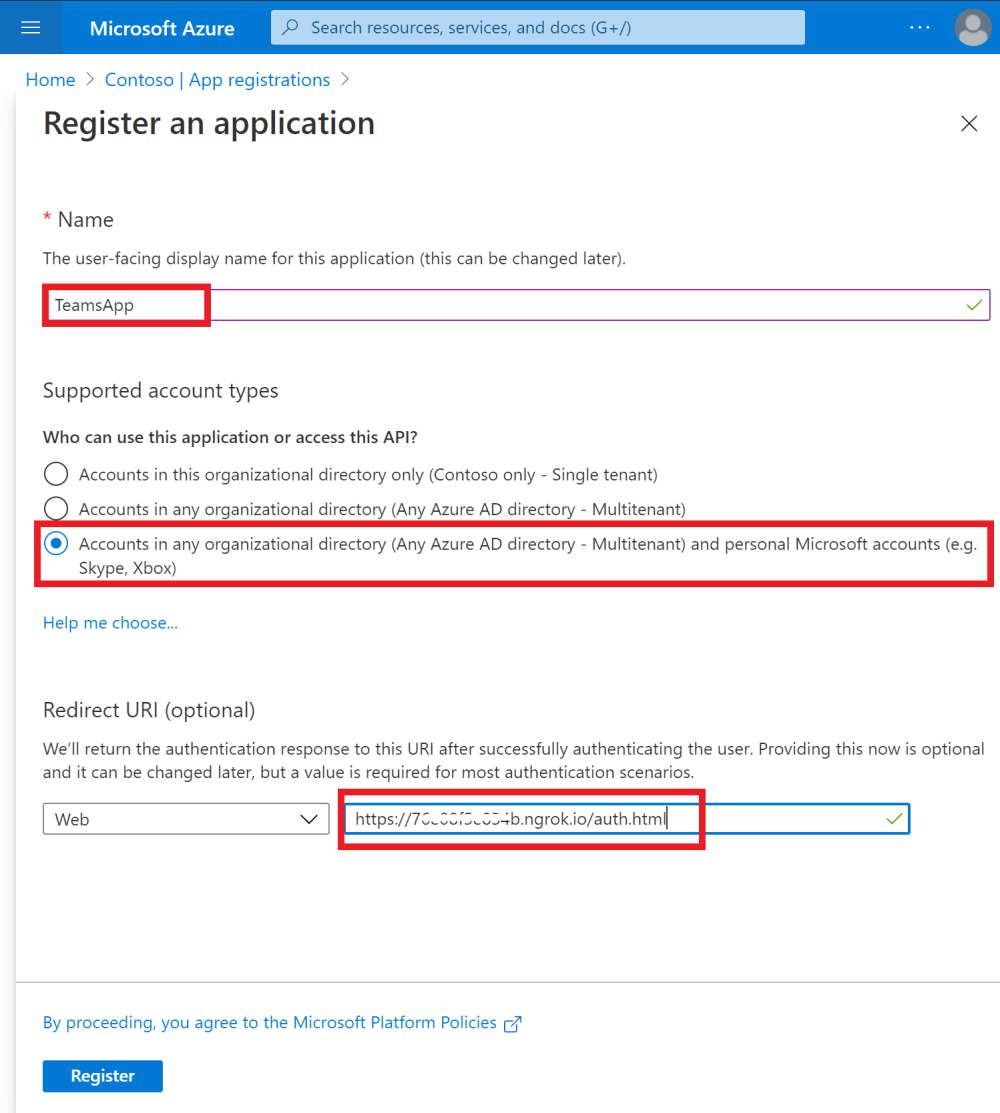 Microsoft Azure
Search resources, services, and docs (G+/)
Home > Contoso | App registrations >
Register an application
* Name
The user-facing display name for this application (this can be changed later).
TeamsApp
Supported account types
Who can use this application or access this API?
Accounts in this organizational directory only (Contoso only - Single tenant)
Accounts in any organizational directory (Any Azure AD directory - Multitenant)
Accounts in any organizational directory (Any Azure AD directory - Multitenant) and personal Microsoft accounts (e.g.
Skype, Xbox)
Help me choose...
Redirect URI (optional)
We'll return the authentication response to this URI after successfully authenticating the user. Providing this now is optional
and it can be changed later, but a value is required for most authentication scenarios.
Web
b.ngrok.io/auth.html
By proceeding, you agree to the Microsoft Platform Policies
Register